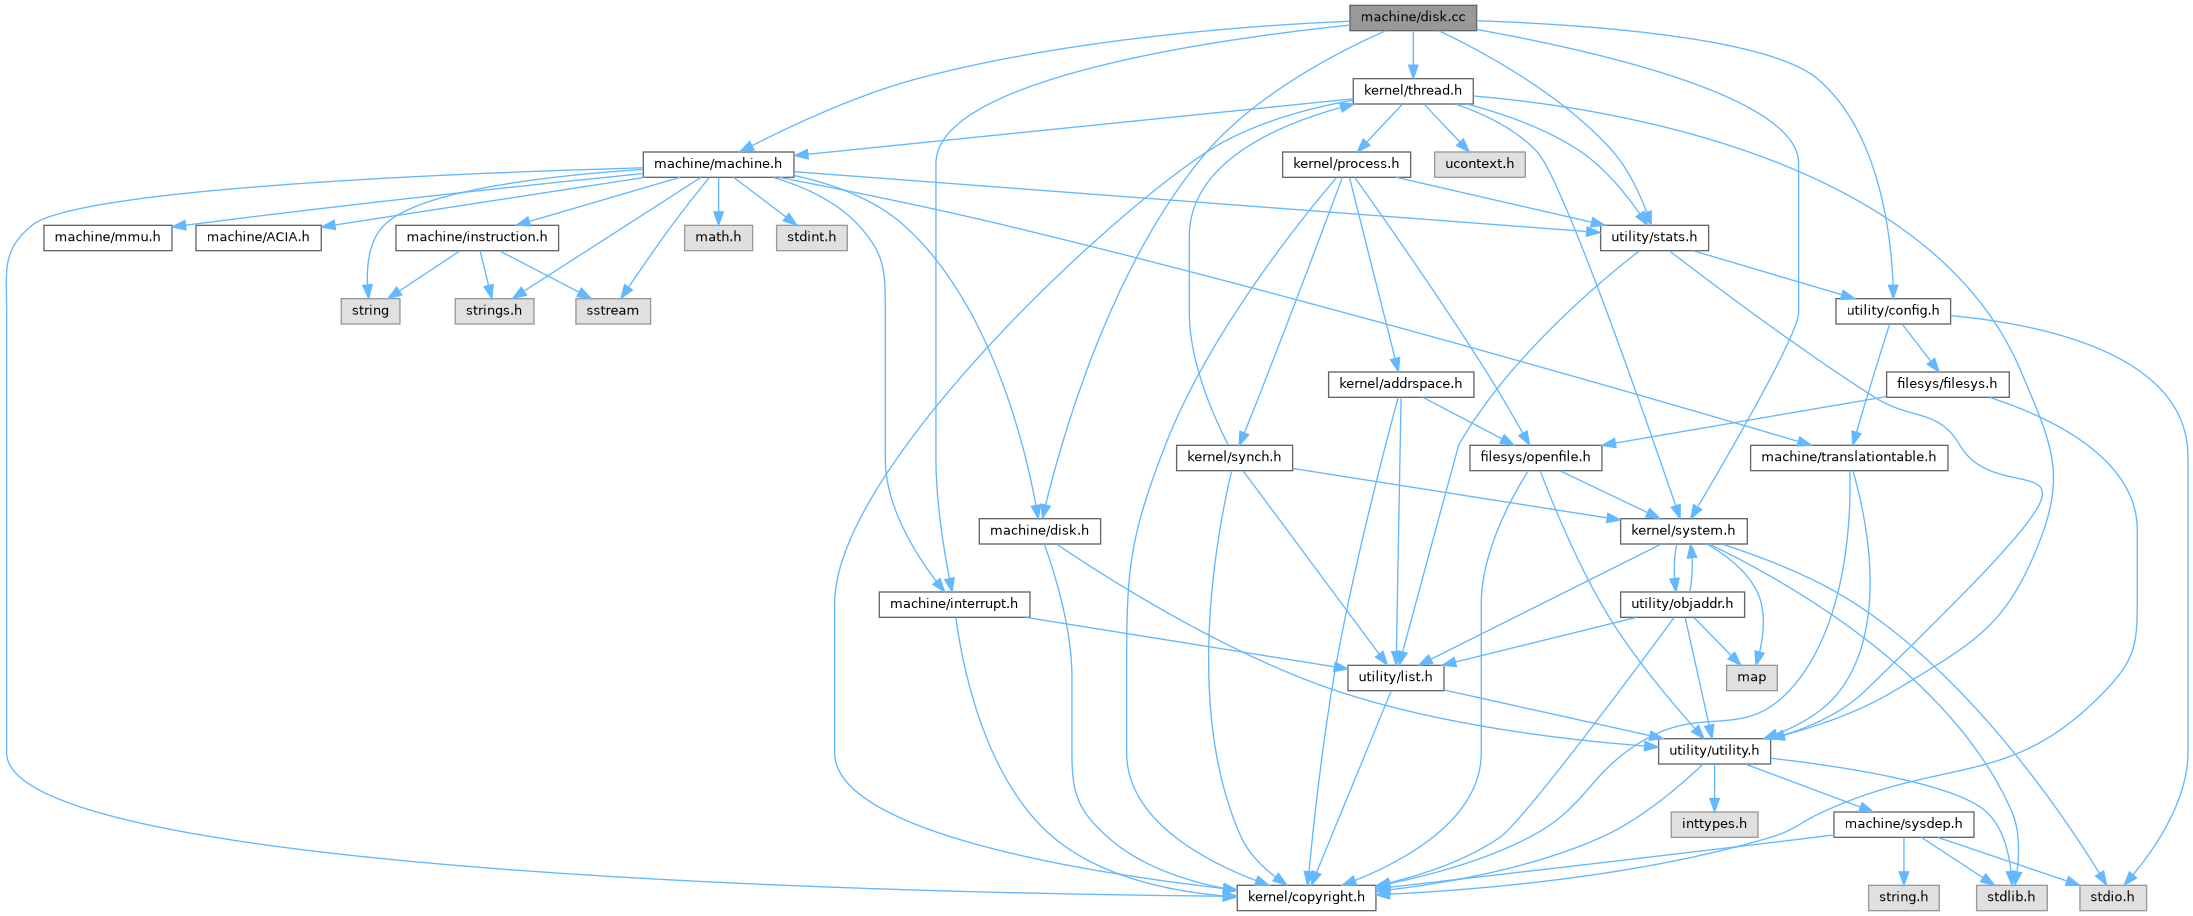 machine/disk.cc
kernel/thread.h
machine/machine.h
kernel/process.h
ucontext.h
machine/mmu.h
machine/ACIA.h
machine/instruction.h
math.h
stdint.h
utility/stats.h
string
strings.h
sstream
utility/config.h
kernel/addrspace.h
filesys/filesys.h
kernel/synch.h
filesys/openfile.h
machine/translationtable.h
machine/disk.h
kernel/system.h
machine/interrupt.h
utility/objaddr.h
utility/list.h
map
utility/utility.h
inttypes.h
machine/sysdep.h
kernel/copyright.h
string.h
stdlib.h
stdio.h